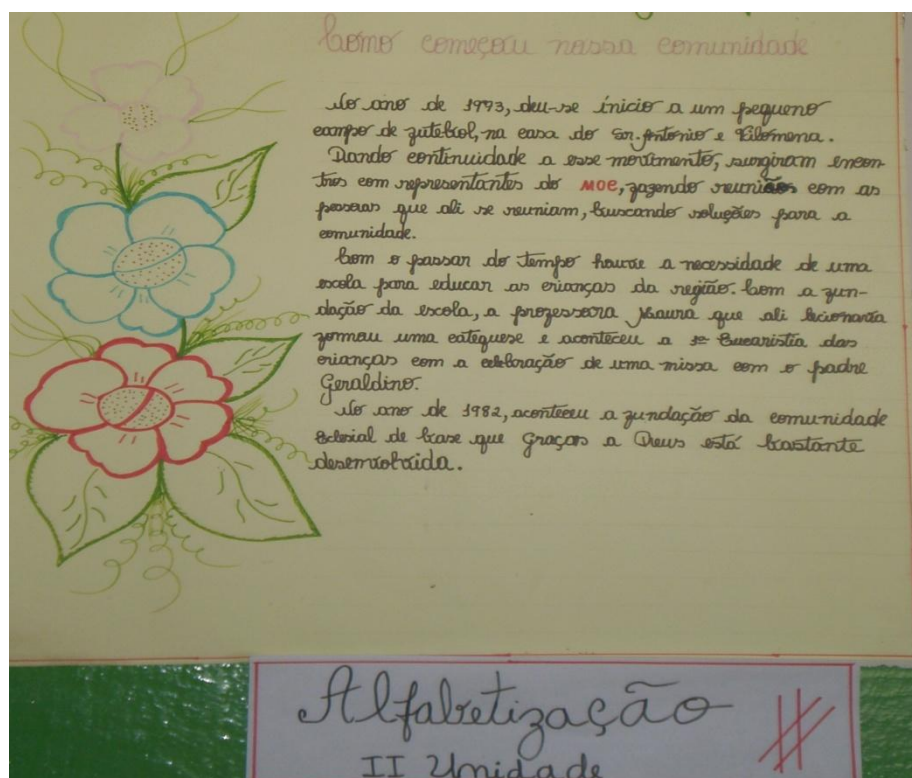 Como começou nossa comunidade
No ano de 1973, deu-se ínicio a um pequeno
campo de futebol, na casa do Sr. Antonio e Filomena.
Dando continuidade a esse movimento, surgiram encon-
tros com representantes do MOE, fazendo reuniões com as
pessoas que ali se reuniam, buscando soluções para a
comunidade.
Com o passar do tempo houve a necessidade de uma
escola para educar as crianças da região. Com a fun-
dação da escola, a professora Maura que ali lecionava
formou uma catequese e aconteceu a 1ª Eucaristia das
crianças com a celebração de uma missa com o padre
Geraldino.
No ano de 1982, aconteceu a fundação da comunidade
Eclesial de base que graças a Deus está bastante
desenvolvida.
Alfabetização
II Unidade